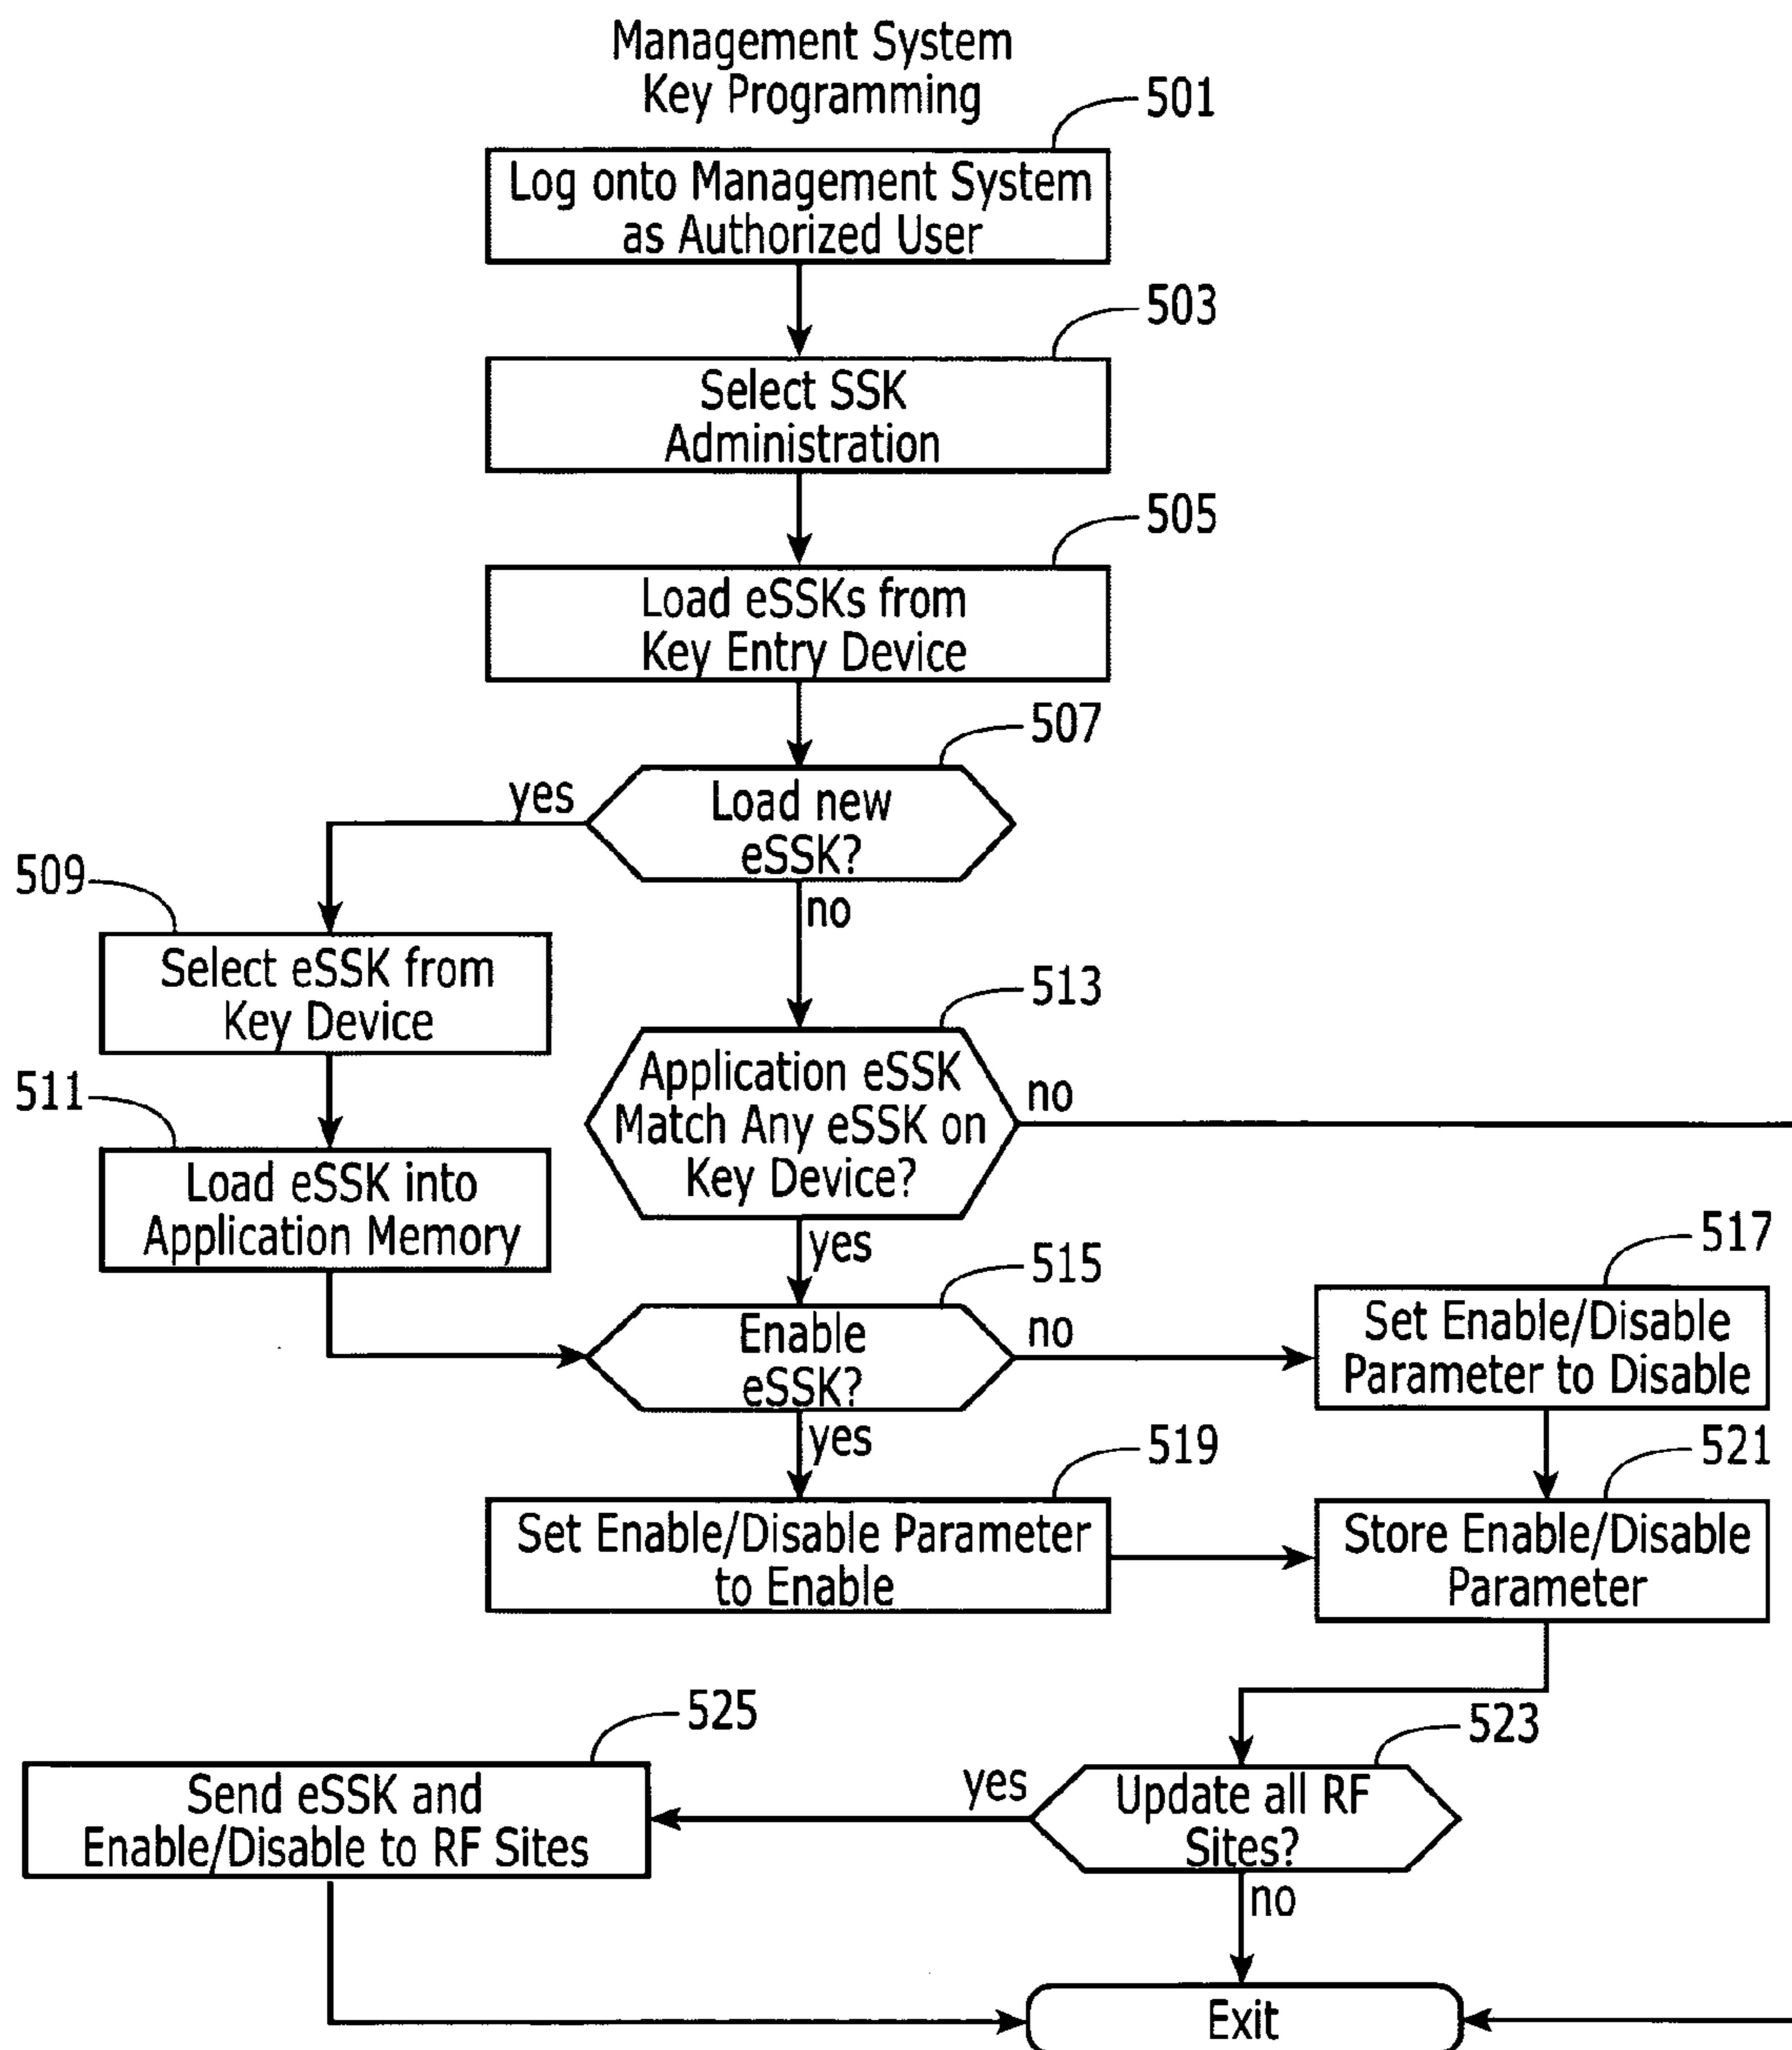 Management System
Key Programming
501
Log onto Management System
as Authorized User
503
Select SSK
Administration
505
Load eSSKs from
Key Entry Device
507
yes
Load new
eSSK?
no
509
Select eSSK from
Key Device
511
Load eSSK into
Application Memory
513
Application eSSK
Match Any eSSK on
Key Device?
no
yes
515
Enable
eSSK?
no
yes
517
Set Enable/Disable
Parameter to Disable
519
Set Enable/Disable Parameter
to Enable
521
Store Enable/Disable
Parameter
523
Update all RF
Sites?
yes
no
525
Send eSSK and
Enable/Disable to RF Sites
Exit